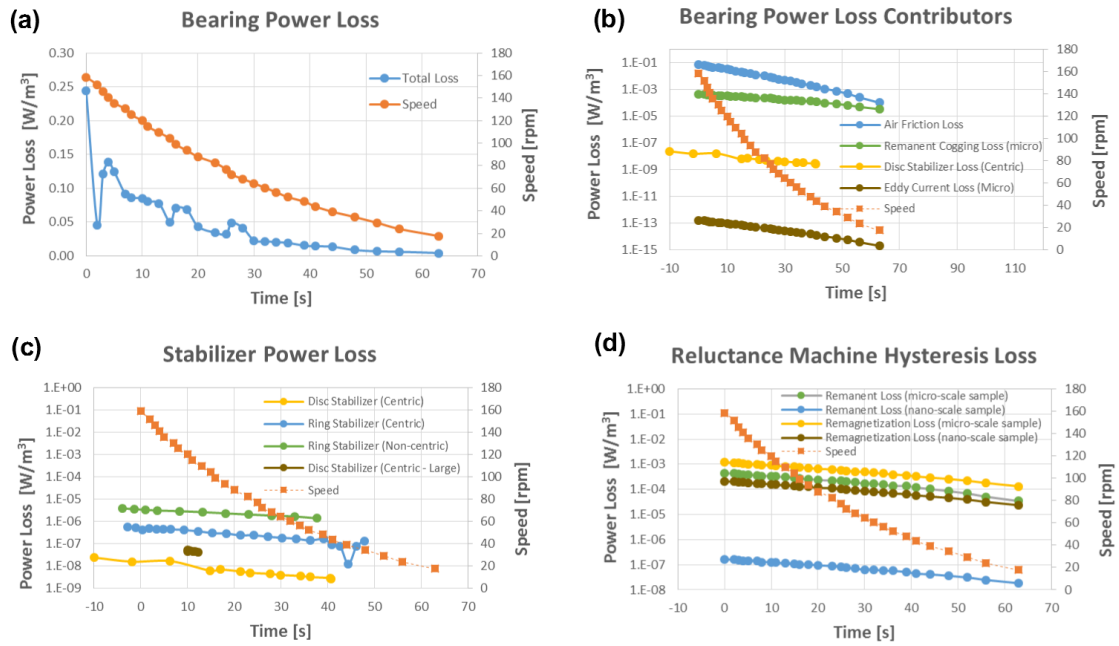 (a)
Bearing Power Loss
Power Loss [W/m³]
0.30
0.25
0.20
0.15
0.10
0.05
0.00
Total Loss
Speed
180
160
140
120
100
80
60
40
20
0
Speed [rpm]
0 10 20 30 40 50 60 70
Time [s]
(b)
Bearing Power Loss Contributors
Power Loss [W/m³]
1.E-01
1.E-03
1.E-05
1.E-07
1.E-09
1.E-11
1.E-13
1.E-15
Air Friction Loss
Remanent Cogging Loss (micro)
Disc Stabilizer Loss (Centric)
Eddy Current Loss (Micro)
Speed
180
160
140
120
100
80
60
40
20
0
Speed [rpm]
-10 10 30 50 70 90 110
Time [s]
(c)
Stabilizer Power Loss
Power Loss [W/m³]
1.E+00
1.E-01
1.E-02
1.E-03
1.E-04
1.E-05
1.E-06
1.E-07
1.E-08
1.E-09
Disc Stabilizer (Centric)
Ring Stabilizer (Centric)
Ring Stabilizer (Non-centric)
Disc Stabilizer (Centric - Large)
Speed
180
160
140
120
100
80
60
40
20
0
Speed [rpm]
-10 0 10 20 30 40 50 60 70
Time [s]
(d)
Reluctance Machine Hysteresis Loss
Power Loss [W/m³]
1.E+00
1.E-01
1.E-02
1.E-03
1.E-04
1.E-05
1.E-06
1.E-07
1.E-08
Remanent Loss (micro-scale sample)
Remanent Loss (nano-scale sample)
Remagnetization Loss (micro-scale sample)
Remagnetization Loss (nano-scale sample)
Speed
180
160
140
120
100
80
60
40
20
0
Speed [rpm]
-10 0 10 20 30 40 50 60 70
Time [s]